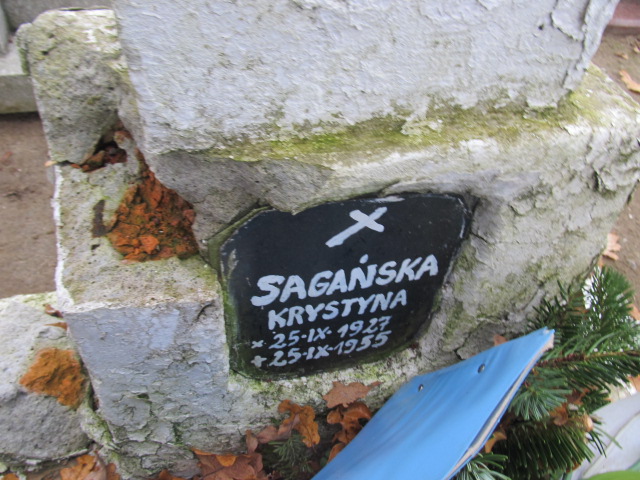 SAGAŃSKA
KRYSTYNA
× 25-IX-1927
+ 25-IX-1955